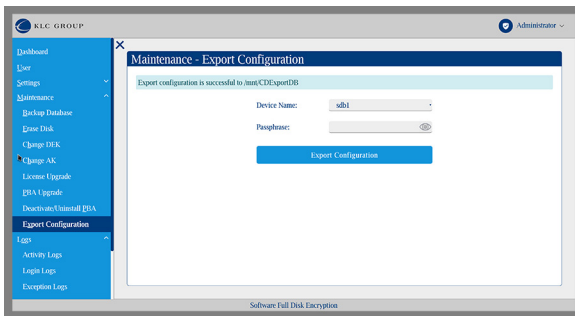 KLC GROUP
Administrator
Dashboard
User
Settings
Maintenance
Backup Database
Erase Disk
Change DEK
Change AK
License Upgrade
PBA Upgrade
Deactivate/Uninstall PBA
Export Configuration
Logs
Activity Logs
Login Logs
Exception Logs
X
Maintenance - Export Configuration
Export configuration is successful to /mnt/CDExportDB
Device Name: sdb1
Passphrase:
Export Configuration
Software Full Disk Encryption